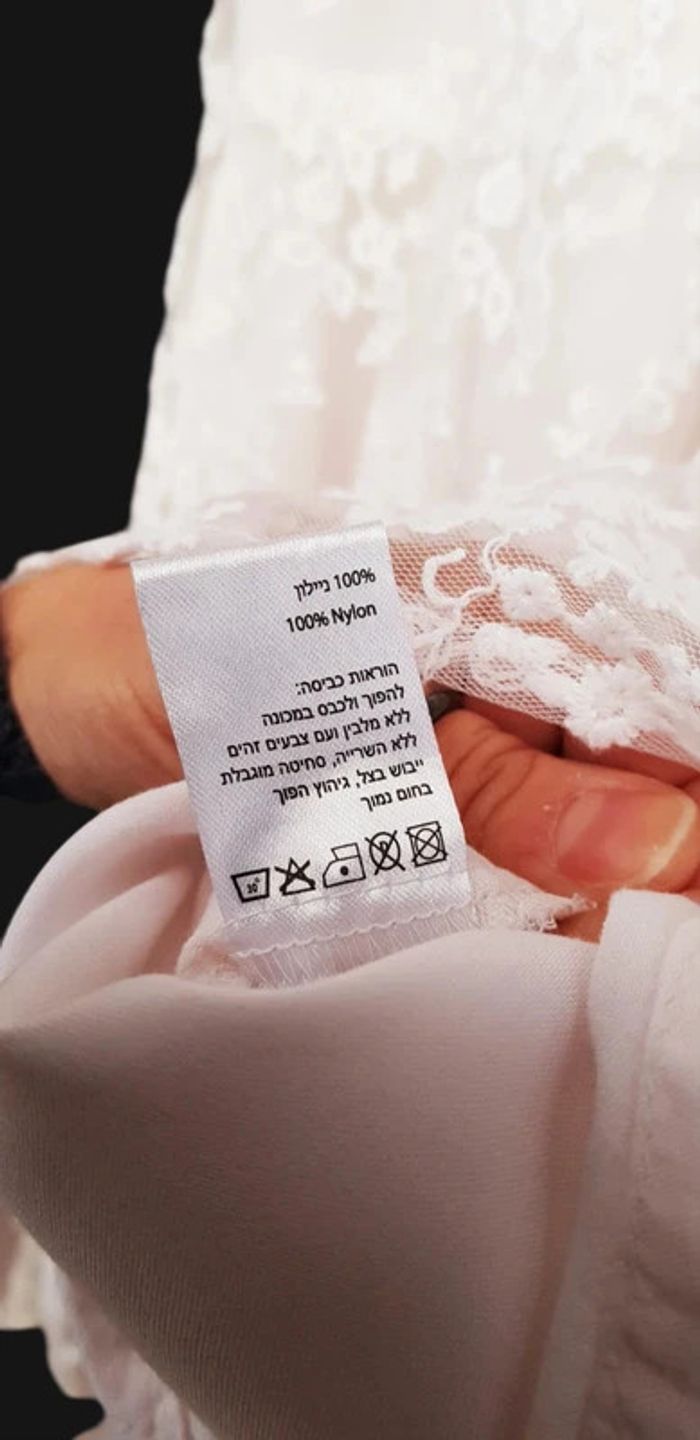 100% ניילון
100% Nylon
הוראות כביסה:
להפוך ולכבס במכונה
ללא מלבין ועם צבעים זהים
ללא השרייה, סחיטה מוגבלת
ייבוש בצל, גיהוץ הפוך
בחום נמוך
30°